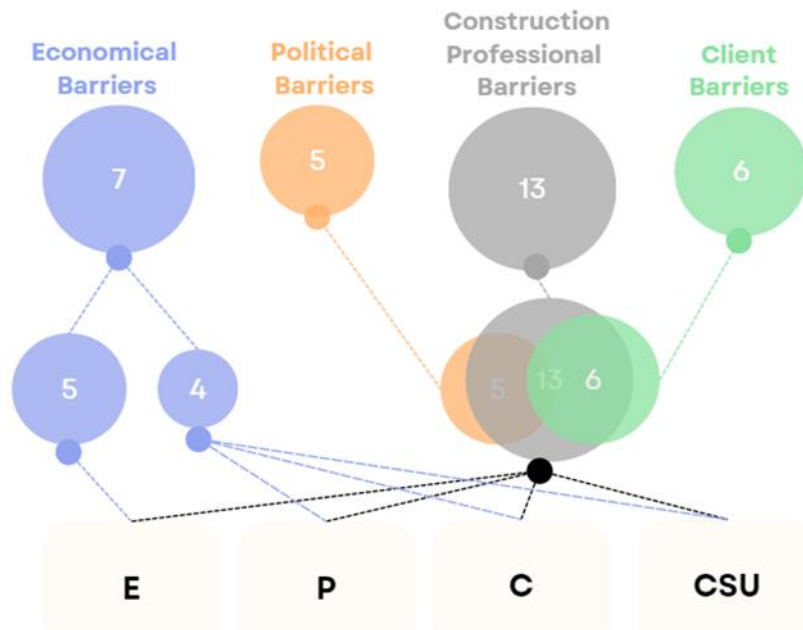 Economical
Barriers
Political
Barriers
Construction
Professional
Barriers
Client
Barriers
7
5
13
6
5
4
5
13
6
E
P
C
CSU